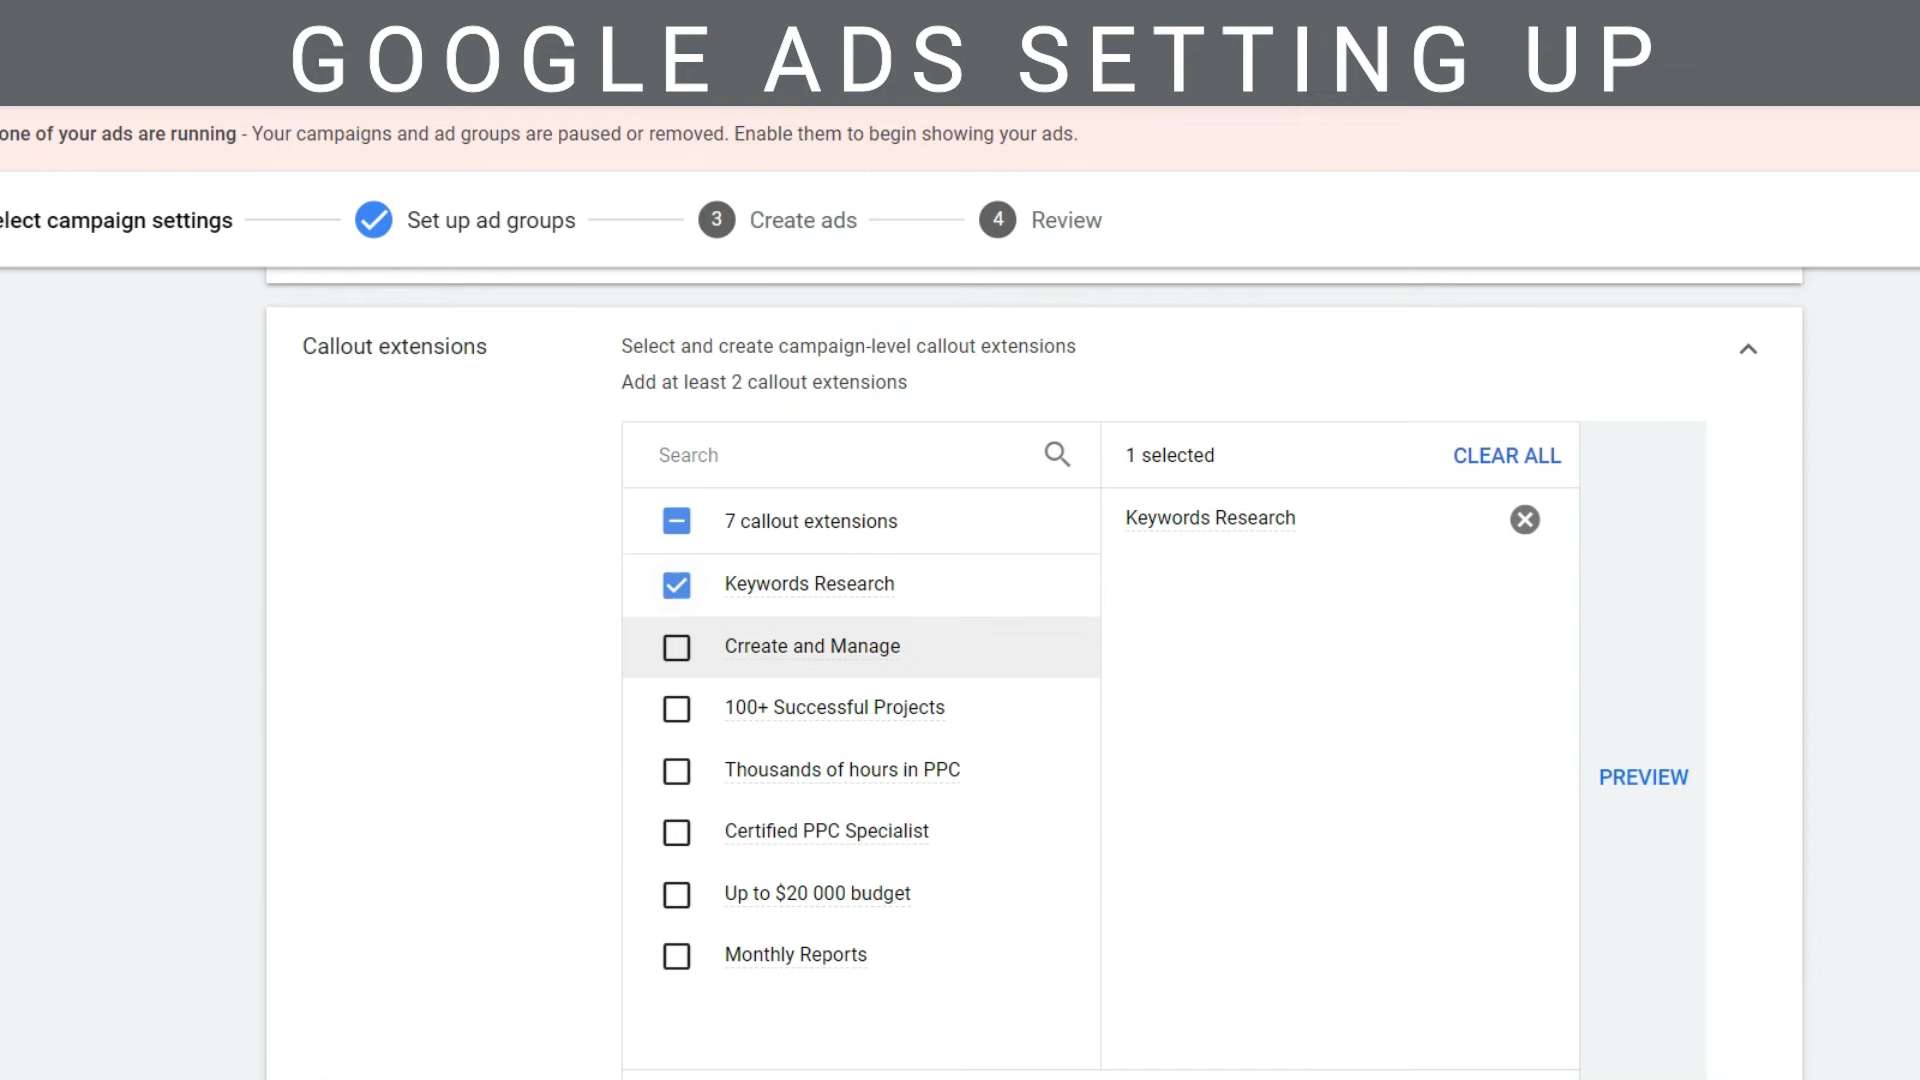 GOOGLE ADS SETTING UP
one of your ads are running - Your campaigns and ad groups are paused or removed. Enable them to begin showing your ads.
elect campaign settings
Set up ad groups
3 Create ads
4 Review
Callout extensions
Select and create campaign-level callout extensions
Add at least 2 callout extensions
Search
1 selected
CLEAR ALL
7 callout extensions
Keywords Research
Keywords Research
Crreate and Manage
100+ Successful Projects
Thousands of hours in PPC
PREVIEW
Certified PPC Specialist
Up to $20 000 budget
Monthly Reports